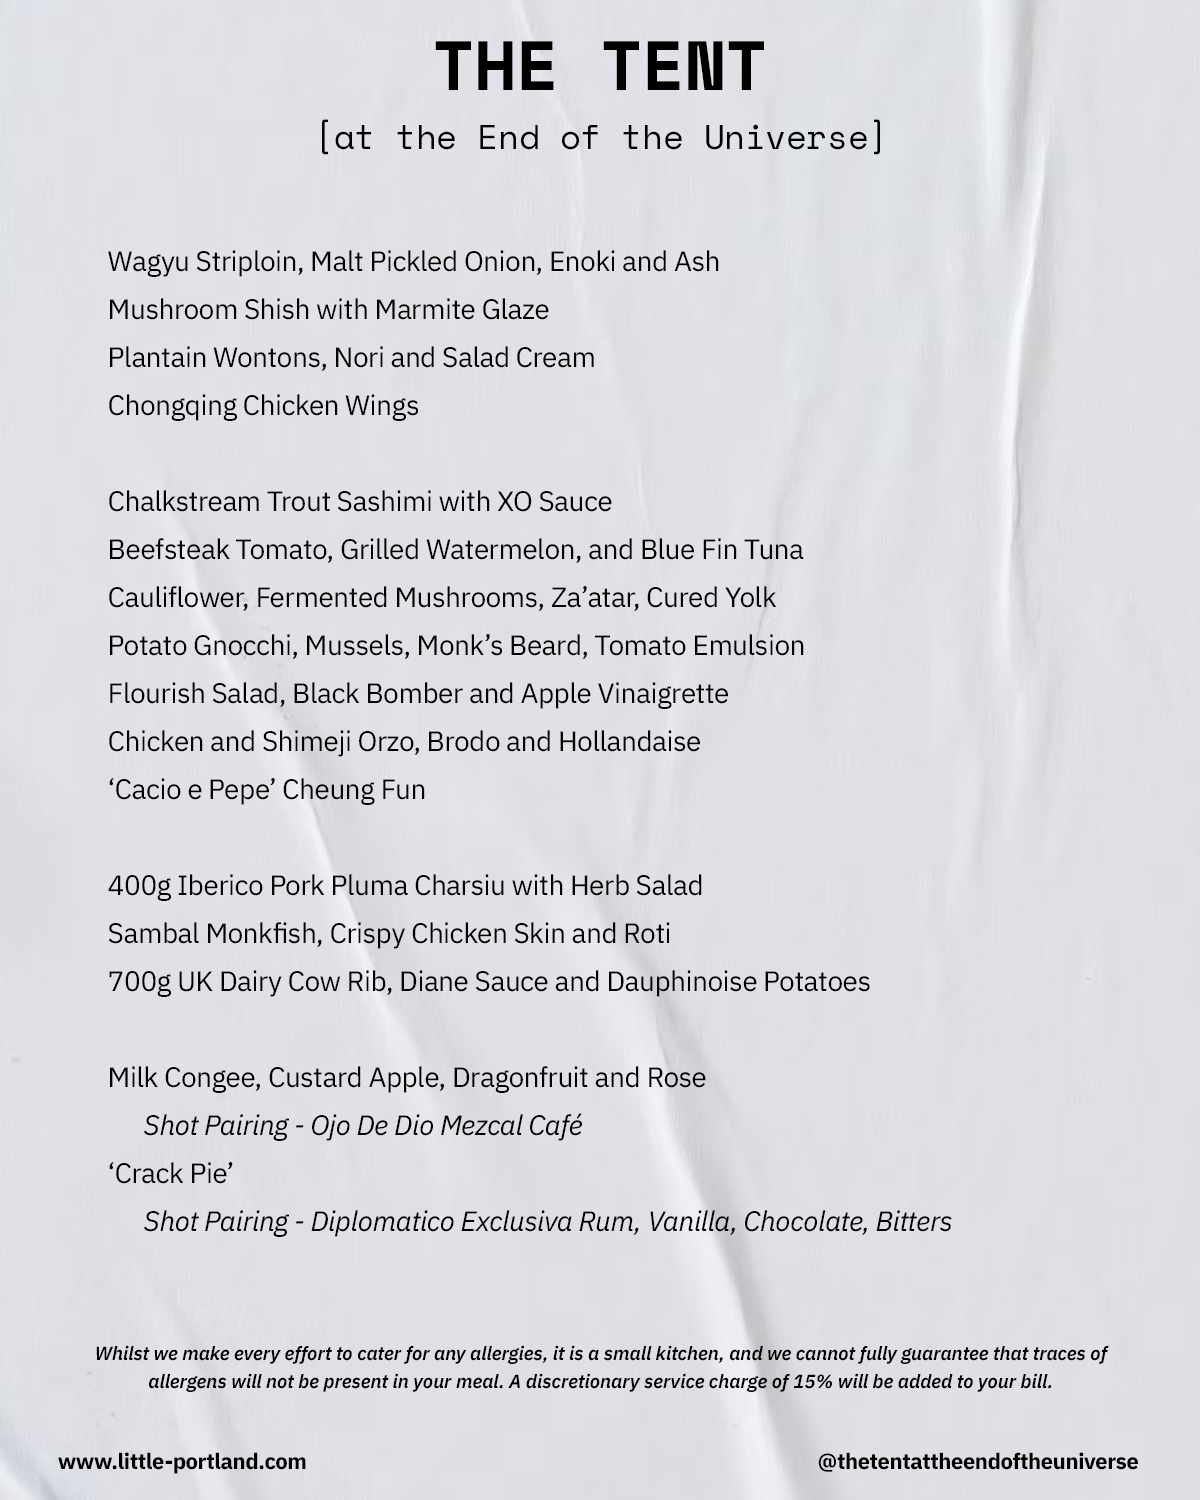 THE TENT
[at the End of the Universe]
Wagyu Striploin, Malt Pickled Onion, Enoki and Ash
Mushroom Shish with Marmite Glaze
Plantain Wontons, Nori and Salad Cream
Chongqing Chicken Wings
Chalkstream Trout Sashimi with XO Sauce
Beefsteak Tomato, Grilled Watermelon, and Blue Fin Tuna
Cauliflower, Fermented Mushrooms, Za’atar, Cured Yolk
Potato Gnocchi, Mussels, Monk’s Beard, Tomato Emulsion
Flourish Salad, Black Bomber and Apple Vinaigrette
Chicken and Shimeji Orzo, Brodo and Hollandaise
‘Cacio e Pepe’ Cheung Fun
400g Iberico Pork Pluma Charsiu with Herb Salad
Sambal Monkfish, Crispy Chicken Skin and Roti
700g UK Dairy Cow Rib, Diane Sauce and Dauphinoise Potatoes
Milk Congee, Custard Apple, Dragonfruit and Rose
Shot Pairing - Ojo De Dio Mezcal Café
‘Crack Pie’
Shot Pairing - Diplomatico Exclusiva Rum, Vanilla, Chocolate, Bitters
Whilst we make every effort to cater for any allergies, it is a small kitchen, and we cannot fully guarantee that traces of
allergens will not be present in your meal. A discretionary service charge of 15% will be added to your bill.
www.little-portland.com
@thetentattheendoftheuniverse